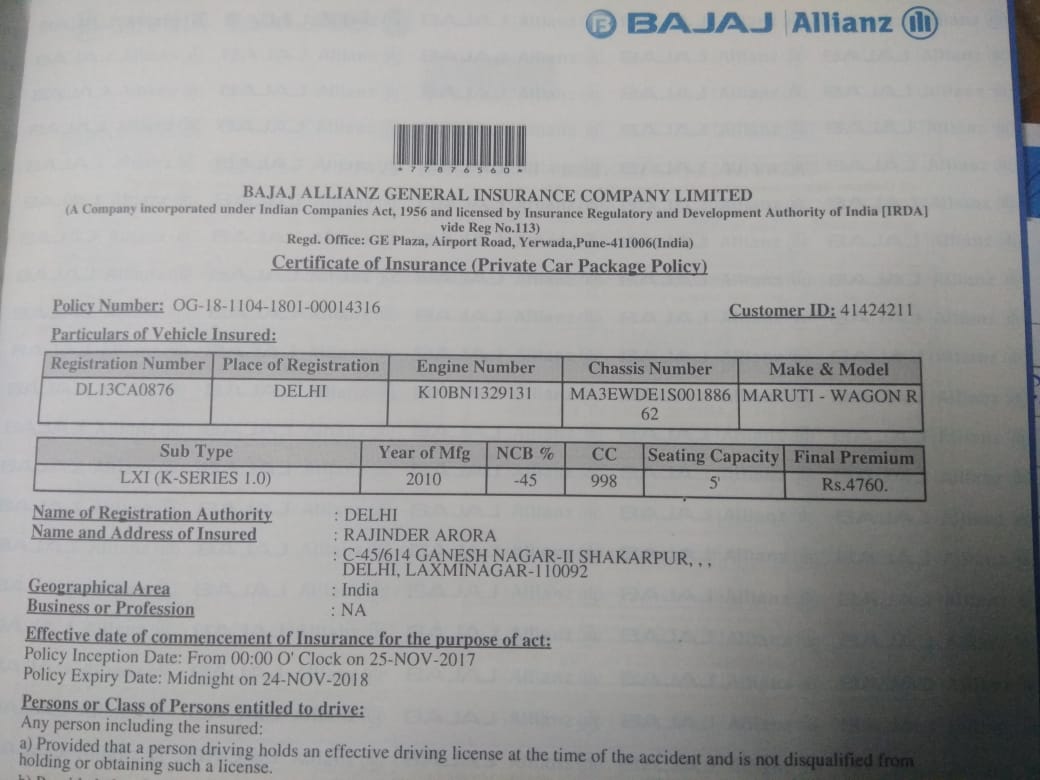 BAJAJ Allianz
*77876560*
BAJAJ ALLIANZ GENERAL INSURANCE COMPANY LIMITED
(A Company incorporated under Indian Companies Act, 1956 and licensed by Insurance Regulatory and Development Authority of India [IRDA]
vide Reg No.113)
Regd. Office: GE Plaza, Airport Road, Yerwada,Pune-411006(India)
Certificate of Insurance (Private Car Package Policy)
Policy Number: OG-18-1104-1801-00014316 Customer ID: 41424211
Particulars of Vehicle Insured:
Registration Number Place of Registration Engine Number Chassis Number Make & Model
DL13CA0876 DELHI K10BN1329131 MA3EWDE1S001886 MARUTI - WAGON R
62
Sub Type Year of Mfg NCB % CC Seating Capacity Final Premium
LXI (K-SERIES 1.0) 2010 -45 998 5' Rs.4760.
Name of Registration Authority : DELHI
Name and Address of Insured : RAJINDER ARORA
: C-45/614 GANESH NAGAR-II SHAKARPUR, , ,
DELHI, LAXMINAGAR-110092
Geographical Area : India
Business or Profession : NA
Effective date of commencement of Insurance for the purpose of act:
Policy Inception Date: From 00:00 O' Clock on 25-NOV-2017
Policy Expiry Date: Midnight on 24-NOV-2018
Persons or Class of Persons entitled to drive:
Any person including the insured:
a) Provided that a person driving holds an effective driving license at the time of the accident and is not disqualified from
holding or obtaining such a license.